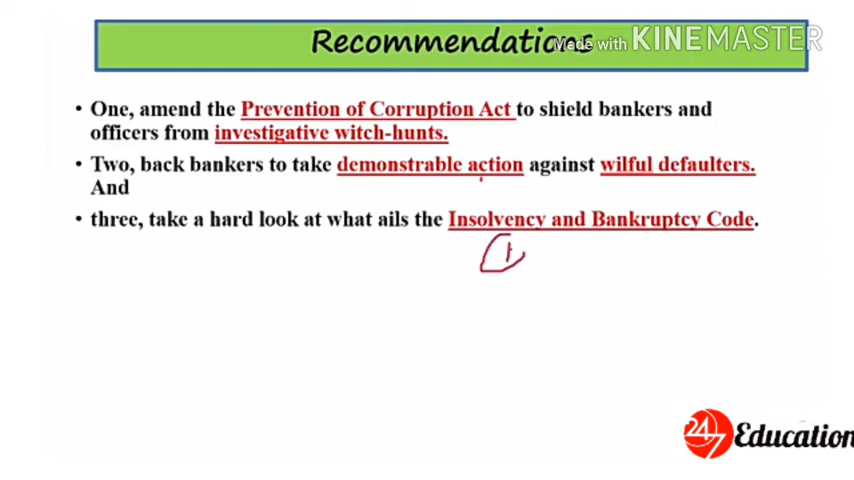 Recommendations
Made with KINEMASTER
• One, amend the Prevention of Corruption Act to shield bankers and
officers from investigative witch-hunts.
• Two, back bankers to take demonstrable action against wilful defaulters.
And
• three, take a hard look at what ails the Insolvency and Bankruptcy Code.
24/7 Education